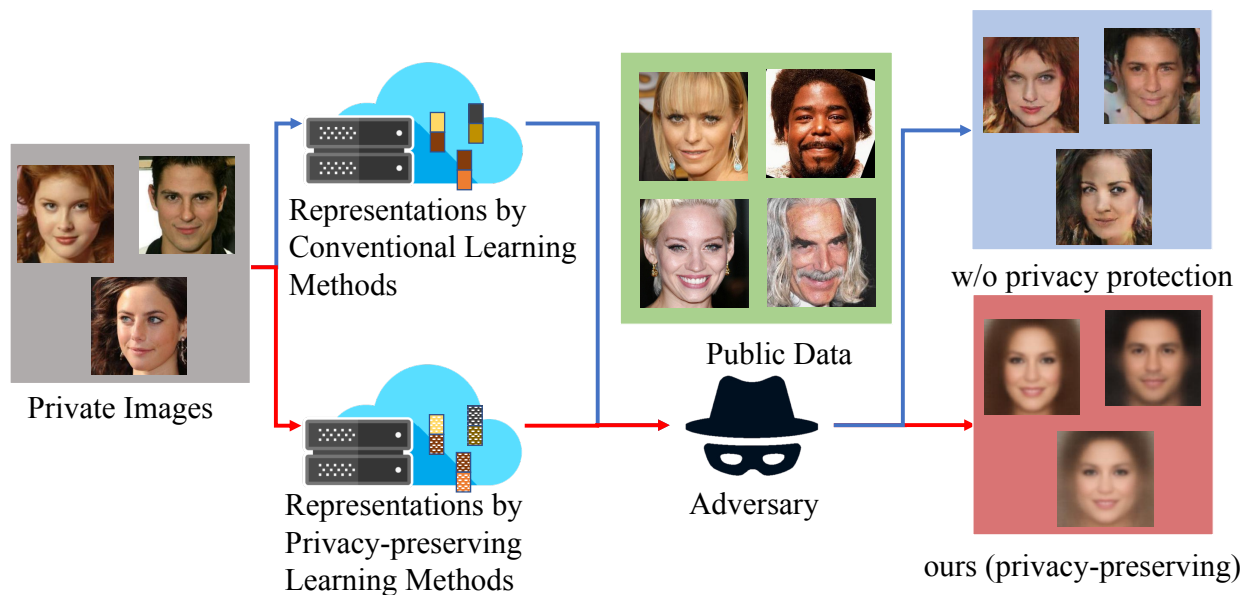 Private Images
Representations by
Conventional Learning
Methods
Representations by
Privacy-preserving
Learning Methods
Public Data
Adversary
w/o privacy protection
ours (privacy-preserving)